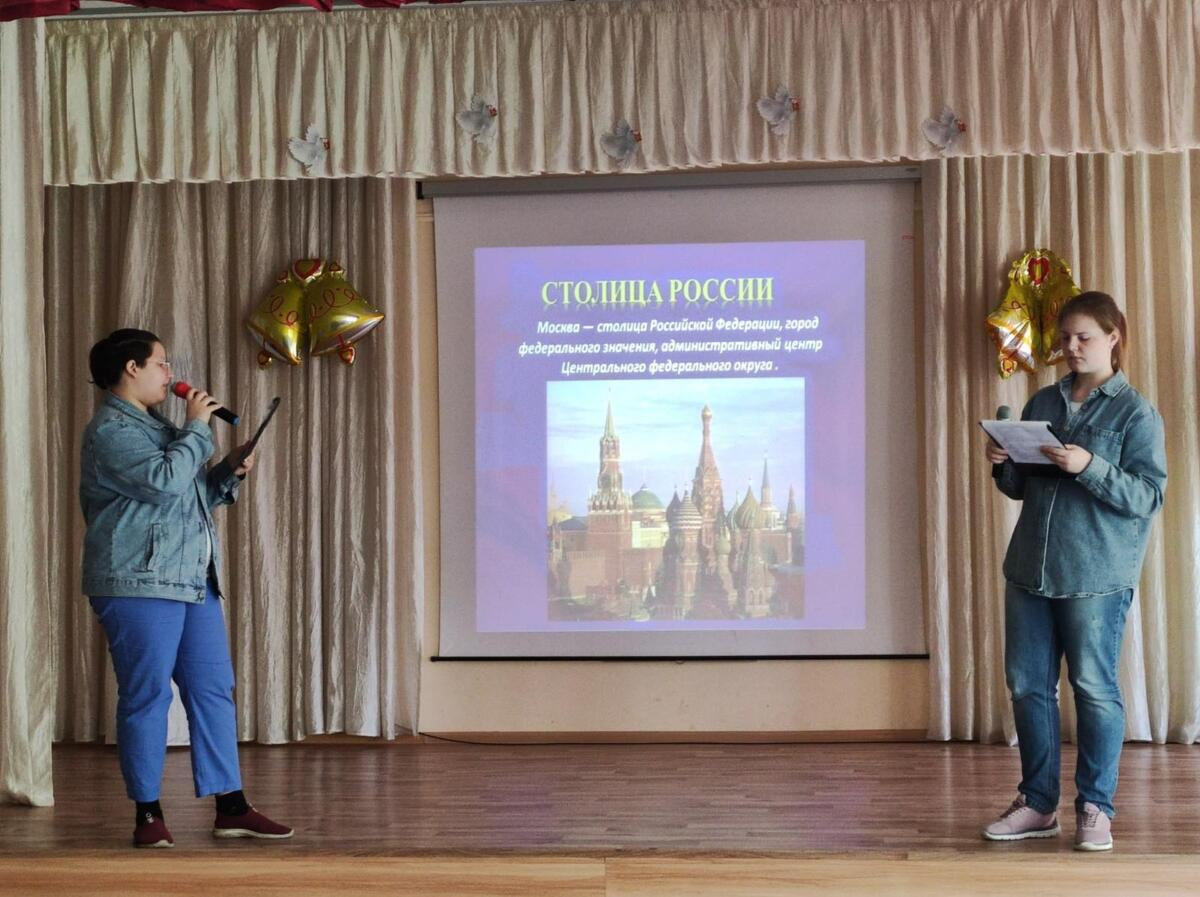 СТОЛИЦА РОССИИ
Москва — столица Российской Федерации, город
федерального значения, административный центр
Центрального федерального округа .